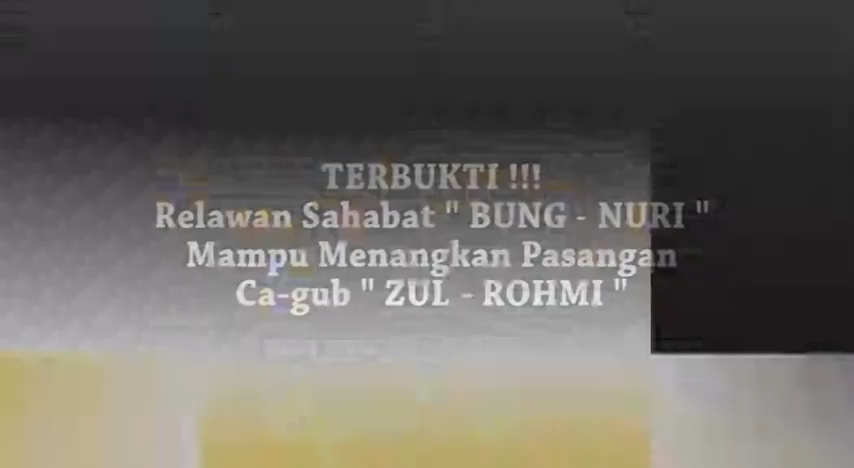 TERBUKTI !!!
Relawan Sahabat " BUNG - NURI "
Mampu Menangkan Pasangan
Ca-gub " ZUL - ROHMI "